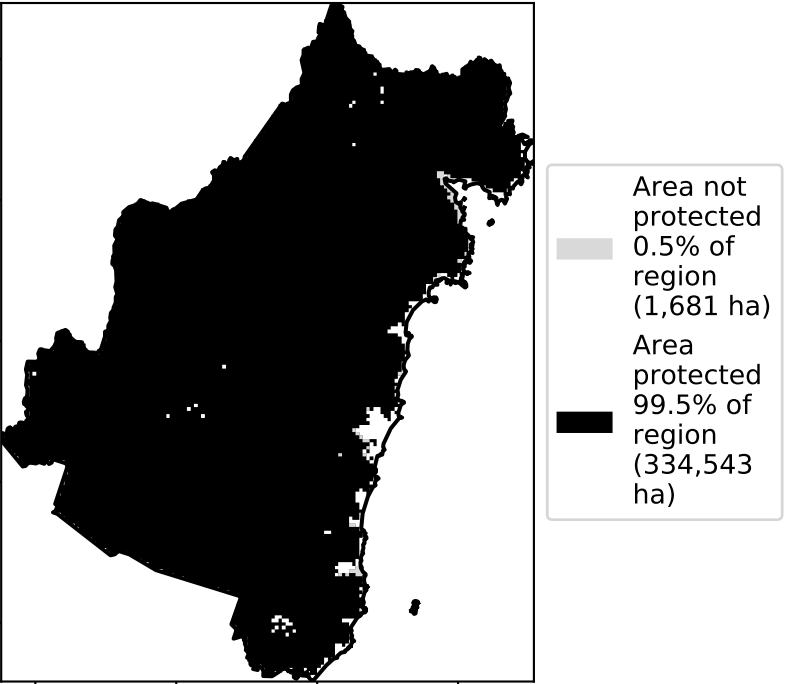 Area not
protected
0.5% of
region
(1,681 ha)
Area
protected
99.5% of
region
(334,543
ha)